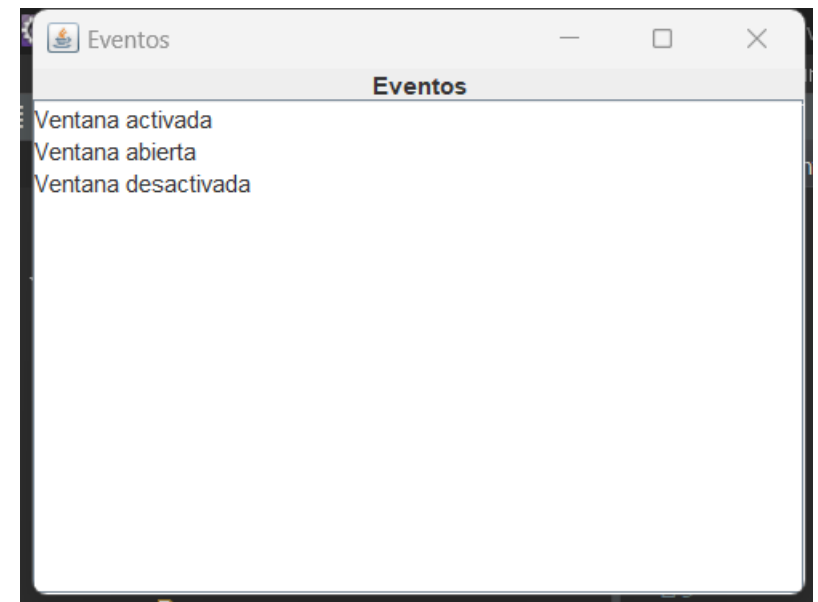 Eventos
Eventos
Ventana activada
Ventana abierta
Ventana desactivada